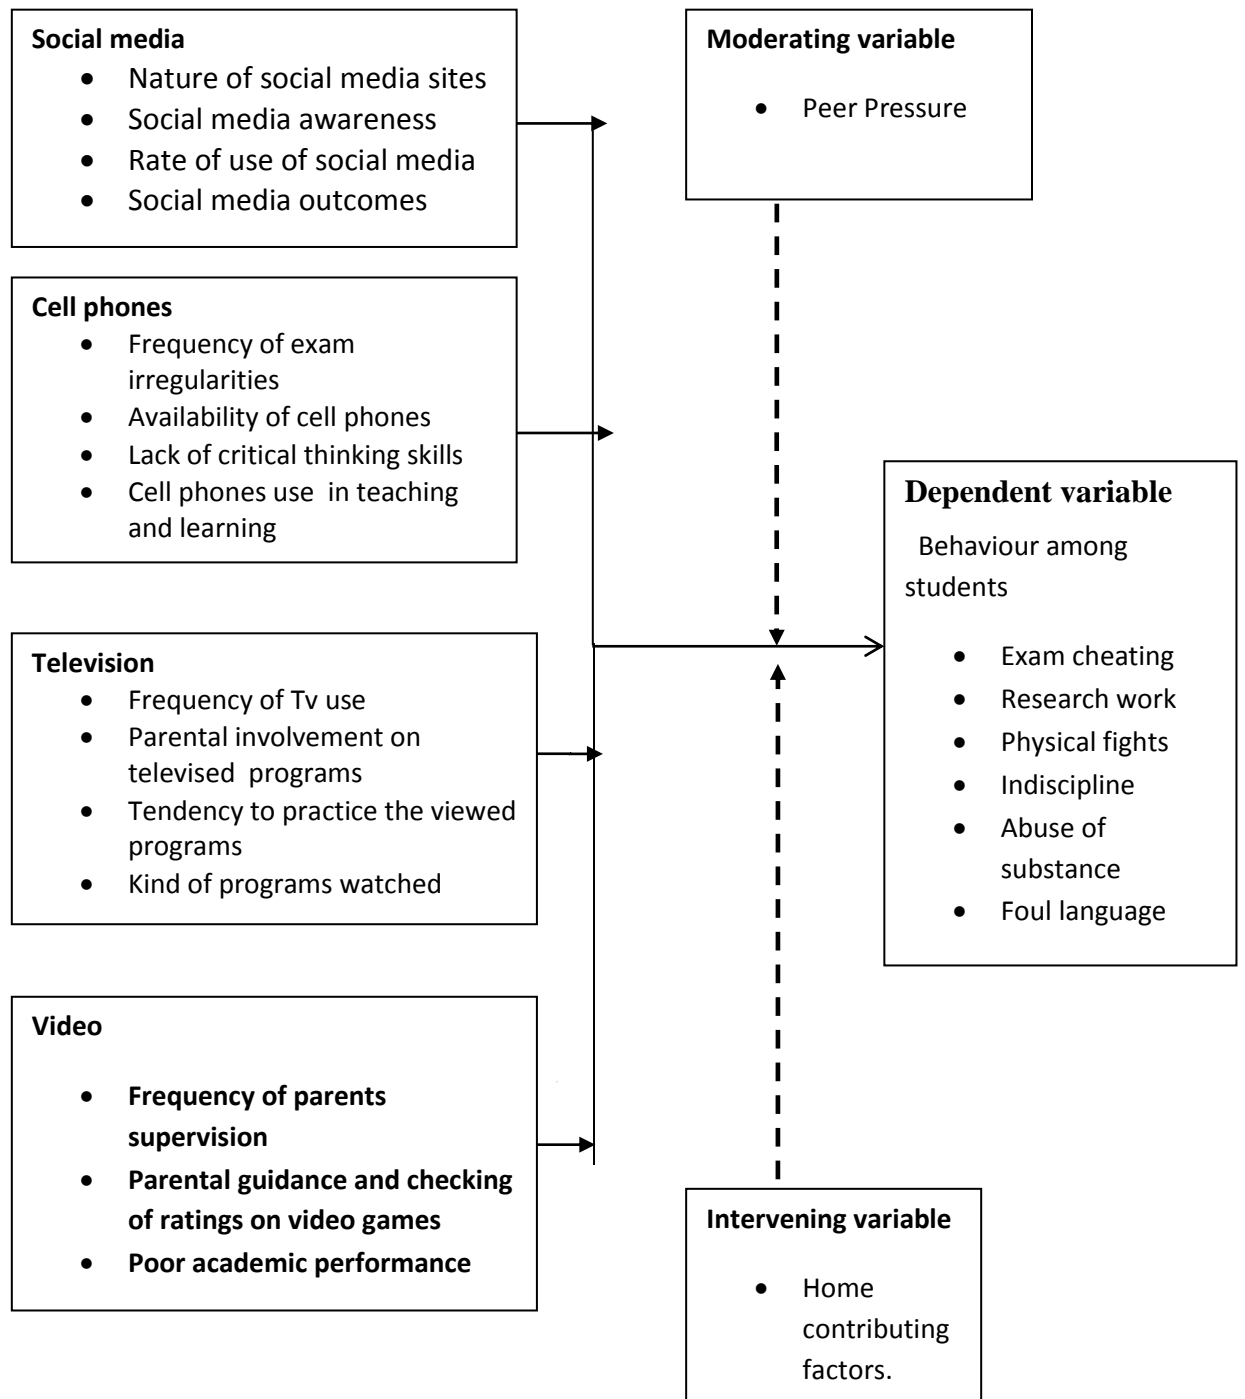 Social media
• Nature of social media sites
• Social media awareness
• Rate of use of social media
• Social media outcomes
Moderating variable
• Peer Pressure
Cell phones
• Frequency of exam
irregularities
• Availability of cell phones
• Lack of critical thinking skills
• Cell phones use in teaching
and learning
Dependent variable
Behaviour among
students
• Exam cheating
• Research work
• Physical fights
• Indiscipline
• Abuse of
substance
• Foul language
Television
• Frequency of Tv use
• Parental involvement on
televised programs
• Tendency to practice the viewed
programs
• Kind of programs watched
Video
• Frequency of parents
supervision
• Parental guidance and checking
of ratings on video games
• Poor academic performance
Intervening variable
• Home
contributing
factors.